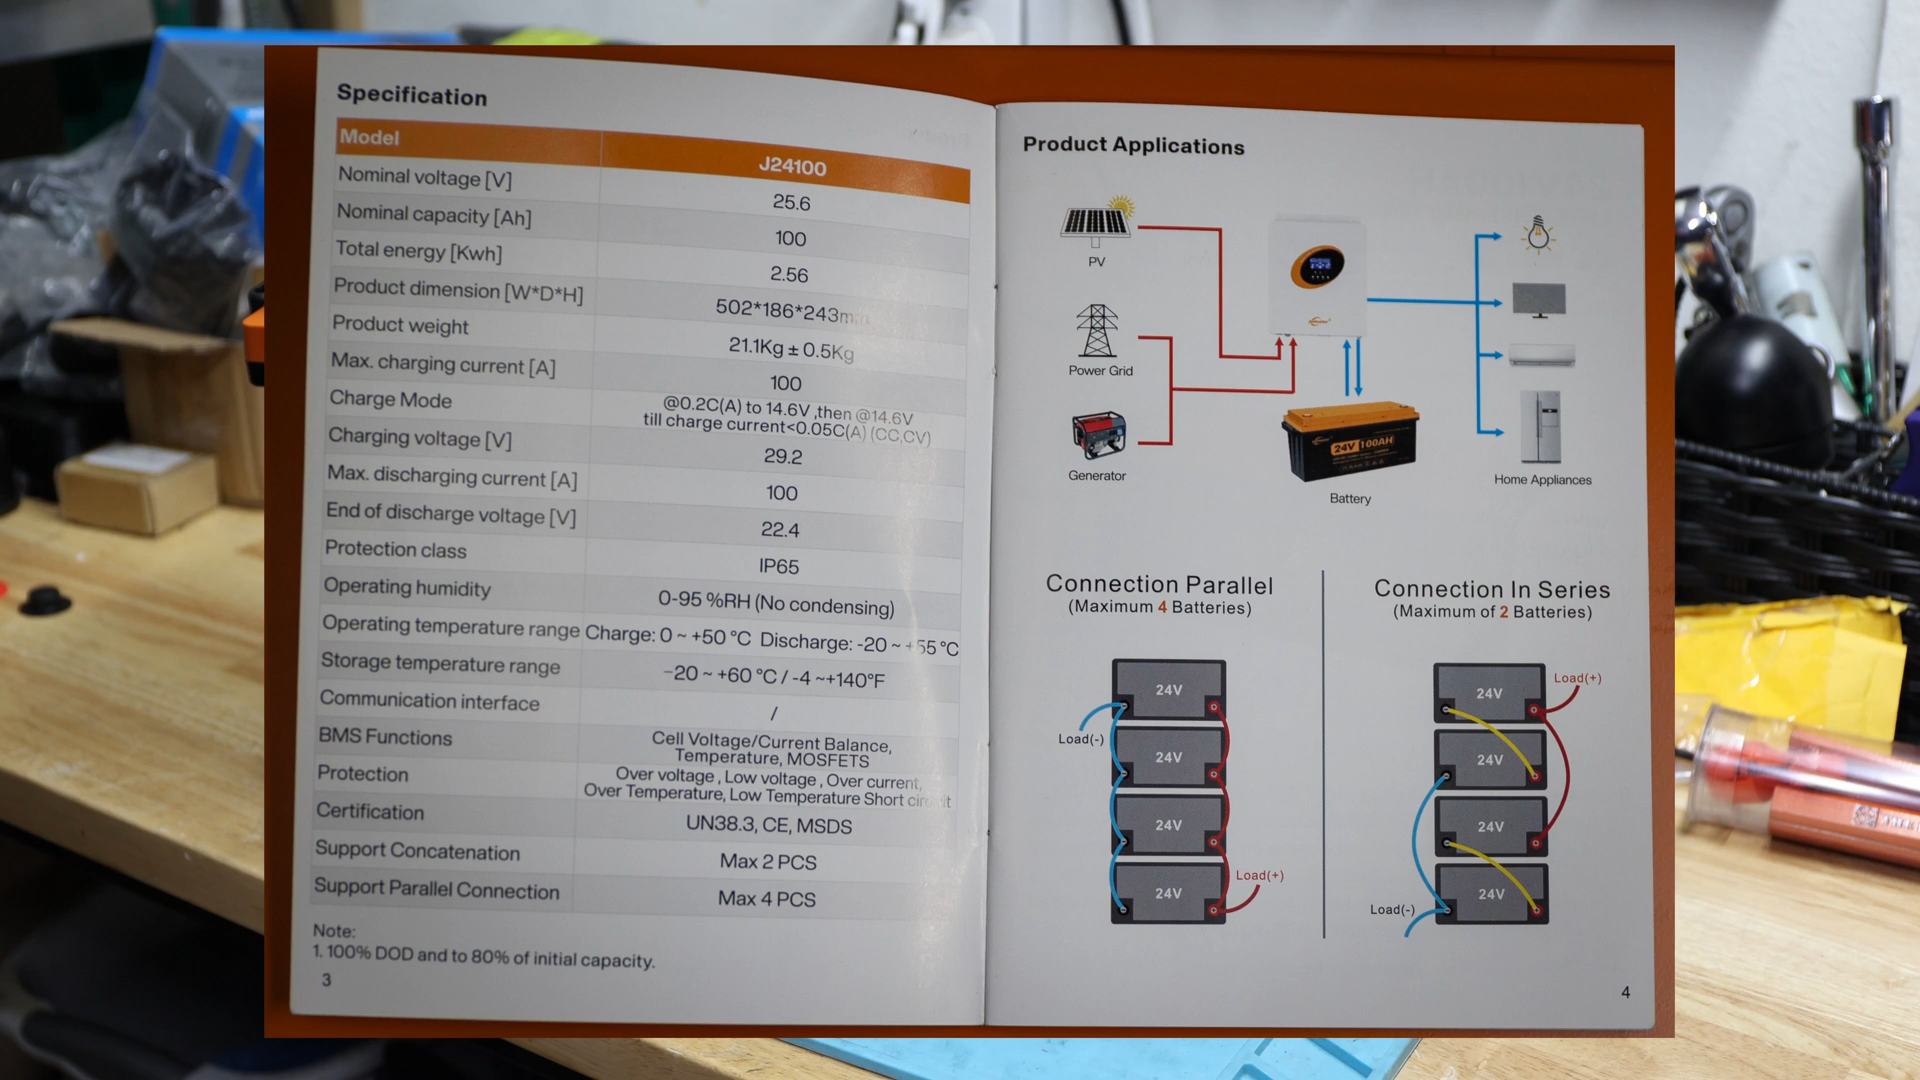 Specification
Model J24100
Nominal voltage [V] 25.6
Nominal capacity [Ah] 100
Total energy [Kwh] 2.56
Product dimension [W*D*H] 502*186*243mm
Product weight 21.1Kg ± 0.5Kg
Max. charging current [A] 100
Charge Mode @0.2C(A) to 14.6V ,then @14.6V
till charge current<0.05C(A) (CC,CV)
Charging voltage [V] 29.2
Max. discharging current [A] 100
End of discharge voltage [V] 22.4
Protection class IP65
Operating humidity 0-95 %RH (No condensing)
Operating temperature range Charge: 0 ~ +50 °C Discharge: -20 ~ +55 °C
Storage temperature range -20 ~ +60 °C / -4 ~+140°F
Communication interface /
BMS Functions Cell Voltage/Current Balance,
Temperature, MOSFETS
Protection Over voltage , Low voltage , Over current,
Over Temperature, Low Temperature Short circuit
Certification UN38.3, CE, MSDS
Support Concatenation Max 2 PCS
Support Parallel Connection Max 4 PCS
Note:
1. 100% DOD and to 80% of initial capacity.
3
Product Applications
PV
Power Grid
Generator
24V 100AH
Battery
Home Appliances
Connection Parallel
(Maximum 4 Batteries)
24V
Load(-)
24V
24V
Load(+)
24V
Connection In Series
(Maximum of 2 Batteries)
Load(+)
24V
24V
24V
24V
Load(-)
4